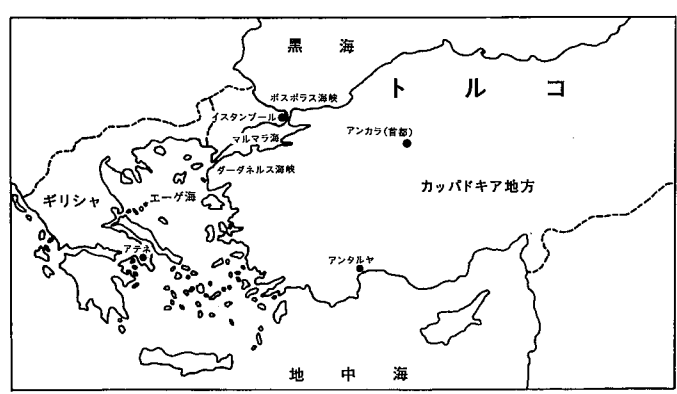 黒海
トルコ
ボスポラス海峡
イスタンブール
マルマラ海
アンカラ(首都)
ダーダネルス海峡
カッパドキア地方
ギリシャ
エーゲ海
アテネ
アンタルヤ
地中海